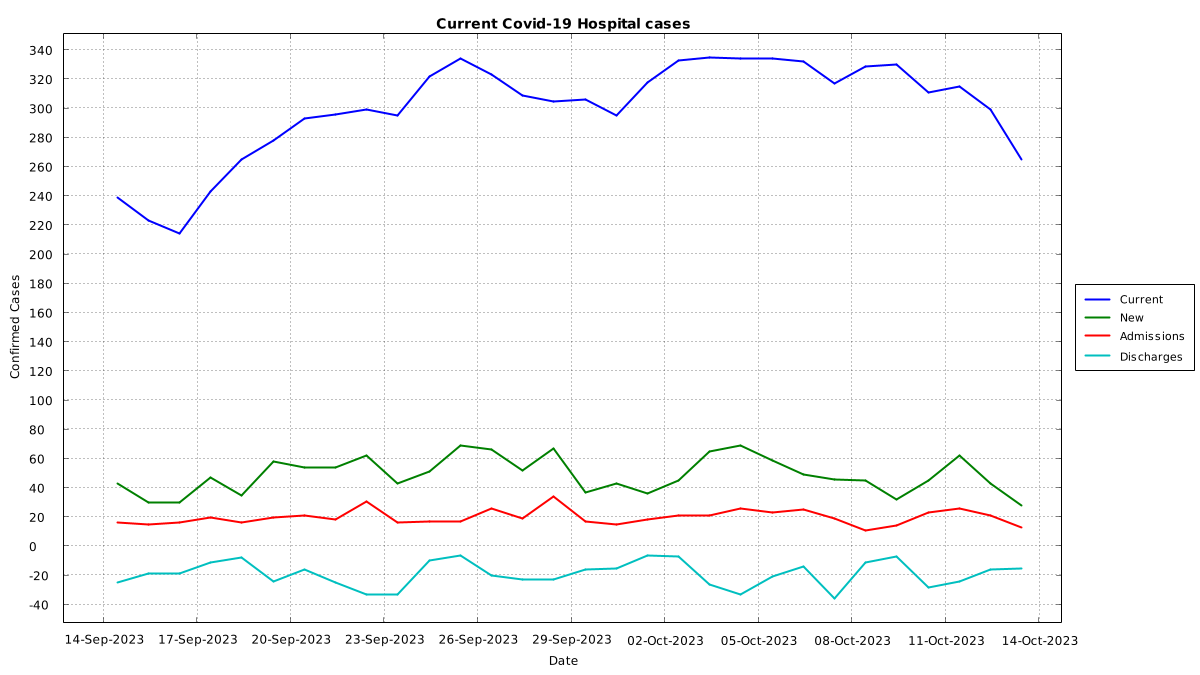 Current Covid-19 Hospital cases
340
320
300
280
260
240
220
200
180
160
140
120
100
80
60
40
20
0
-20
-40
Confirmed Cases
14-Sep-2023 17-Sep-2023 20-Sep-2023 23-Sep-2023 26-Sep-2023 29-Sep-2023 02-Oct-2023 05-Oct-2023 08-Oct-2023 11-Oct-2023 14-Oct-2023
Date
Current
New
Admissions
Discharges